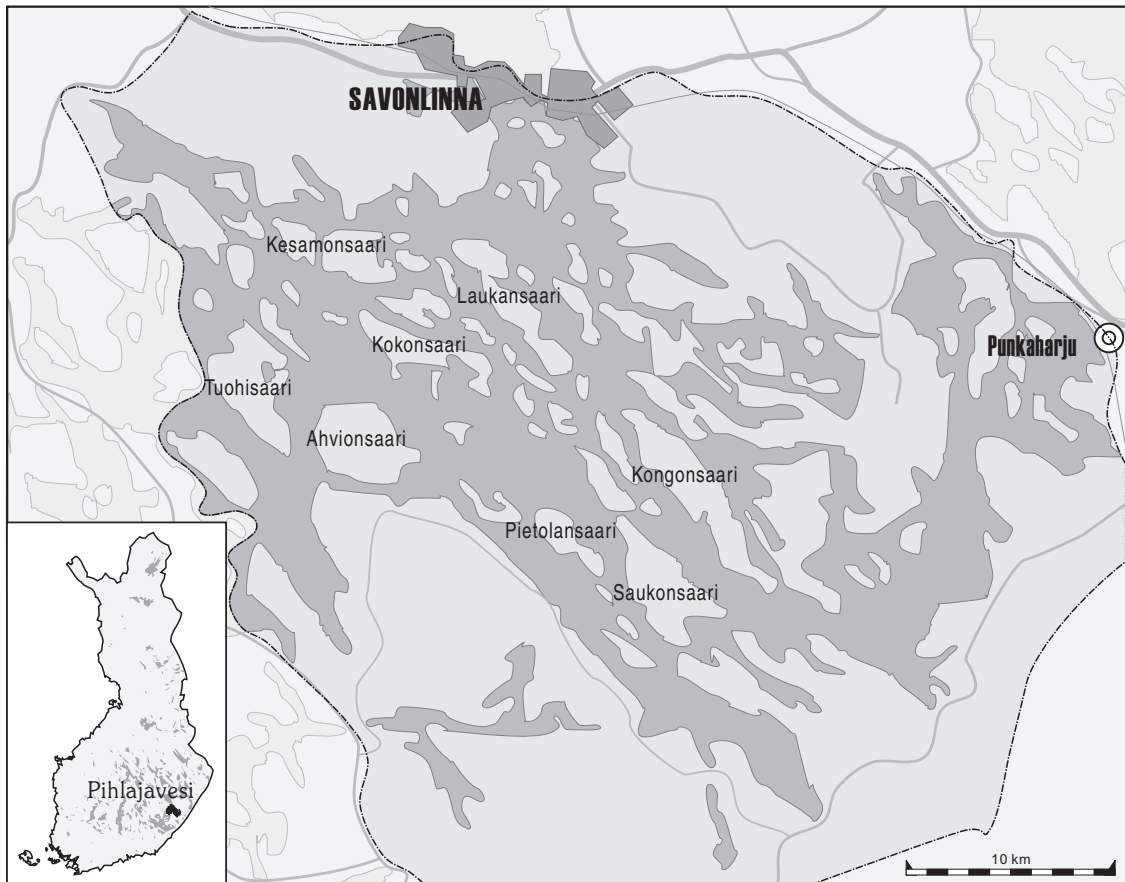 SAVONLINNA
Kesamonsaari
Laukansaari
Kokonsaari
Punkaharju
Tuohisaari
Ahvionsaari
Kongonsaari
Pietolansaari
Saukonsaari
Pihlajavesi
10 km